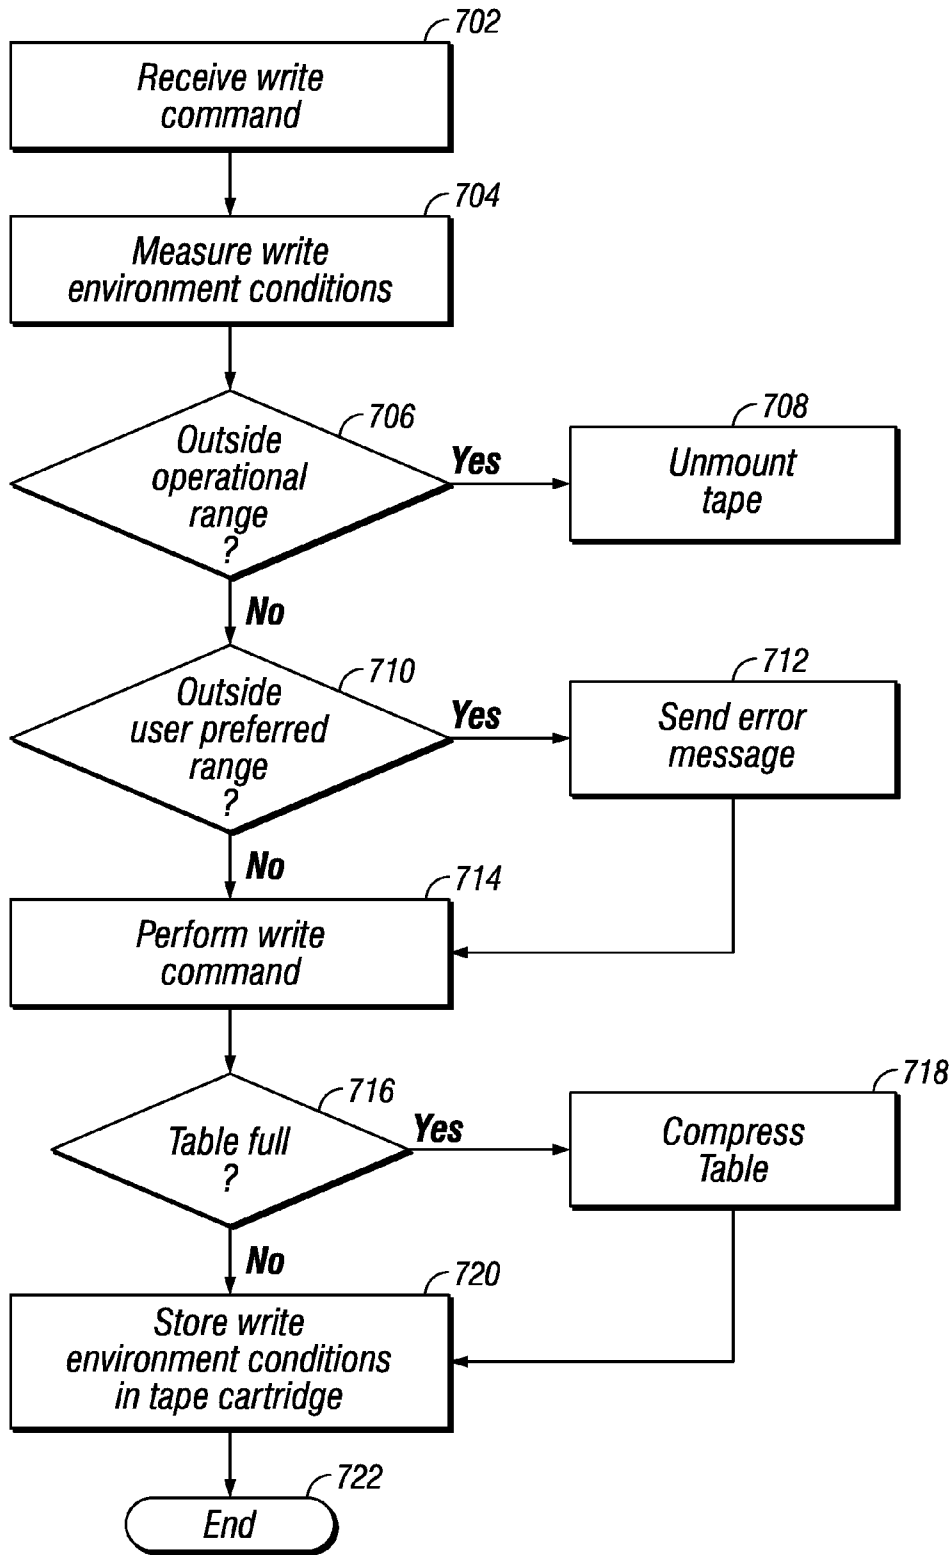 702
Receive write
command
704
Measure write
environment conditions
706
Outside
operational
range
?
Yes
708
Unmount
tape
No
710
Outside
user preferred
range
?
Yes
712
Send error
message
No
714
Perform write
command
716
Table full
?
Yes
718
Compress
Table
No
720
Store write
environment conditions
in tape cartridge
722
End